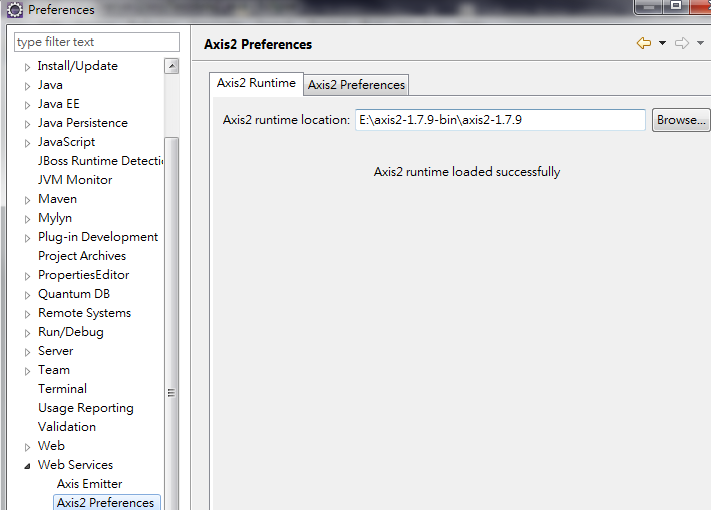 Preferences
type filter text
Install/Update
Java
Java EE
Java Persistence
JavaScript
JBoss Runtime Detectio
JVM Monitor
Maven
Mylyn
Plug-in Development
Project Archives
PropertiesEditor
Quantum DB
Remote Systems
Run/Debug
Server
Team
Terminal
Usage Reporting
Validation
Web
Web Services
Axis Emitter
Axis2 Preferences
Axis2 Preferences
Axis2 Runtime
Axis2 Preferences
Axis2 runtime location: E:\axis2-1.7.9-bin\axis2-1.7.9 Browse...
Axis2 runtime loaded successfully